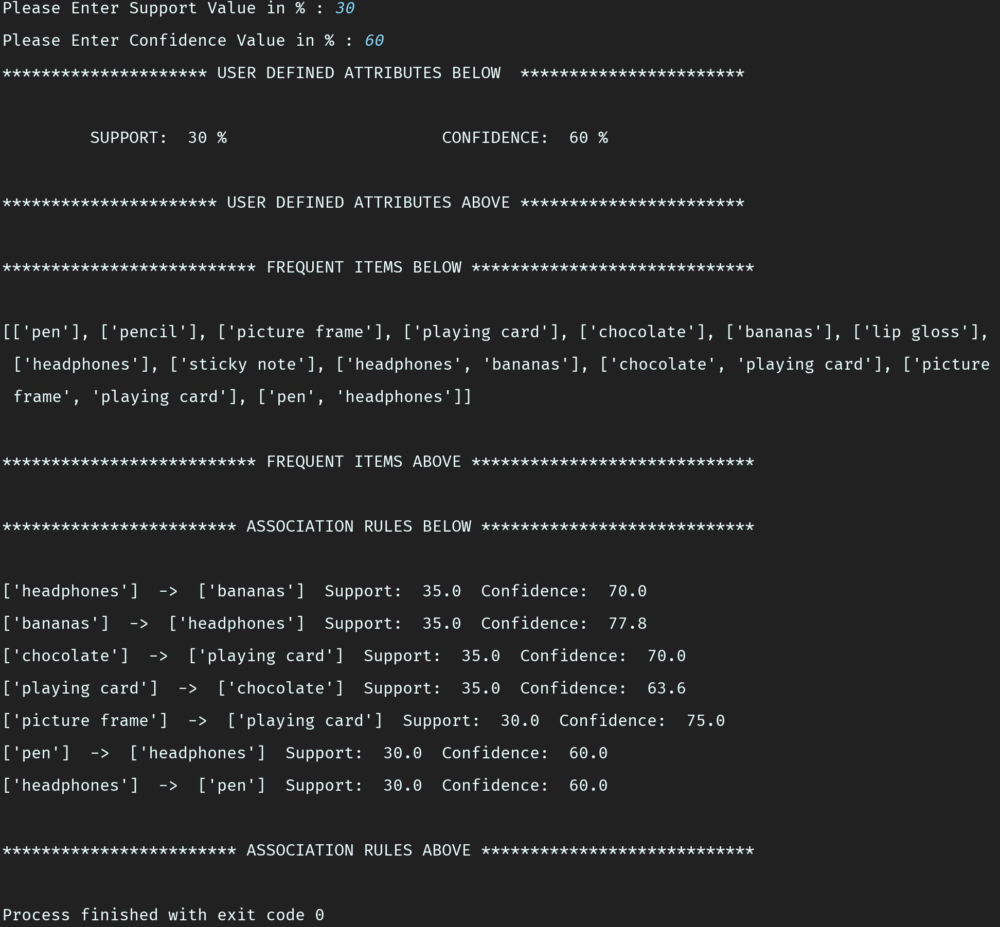 Please Enter Support Value in % : 30
Please Enter Confidence Value in % : 60
********************* USER DEFINED ATTRIBUTES BELOW  ***********************
SUPPORT:  30 %                      CONFIDENCE:  60 %
********************** USER DEFINED ATTRIBUTES ABOVE ***********************
************************** FREQUENT ITEMS BELOW *****************************
[['pen'], ['pencil'], ['picture frame'], ['playing card'], ['chocolate'], ['bananas'], ['lip gloss'],
['headphones'], ['sticky note'], ['headphones', 'bananas'], ['chocolate', 'playing card'], ['picture
frame', 'playing card'], ['pen', 'headphones']]
************************** FREQUENT ITEMS ABOVE *****************************
************************ ASSOCIATION RULES BELOW ****************************
['headphones']  ->  ['bananas']  Support:  35.0  Confidence:  70.0
['bananas']  ->  ['headphones']  Support:  35.0  Confidence:  77.8
['chocolate']  ->  ['playing card']  Support:  35.0  Confidence:  70.0
['playing card']  ->  ['chocolate']  Support:  35.0  Confidence:  63.6
['picture frame']  ->  ['playing card']  Support:  30.0  Confidence:  75.0
['pen']  ->  ['headphones']  Support:  30.0  Confidence:  60.0
['headphones']  ->  ['pen']  Support:  30.0  Confidence:  60.0
************************ ASSOCIATION RULES ABOVE ****************************
Process finished with exit code 0